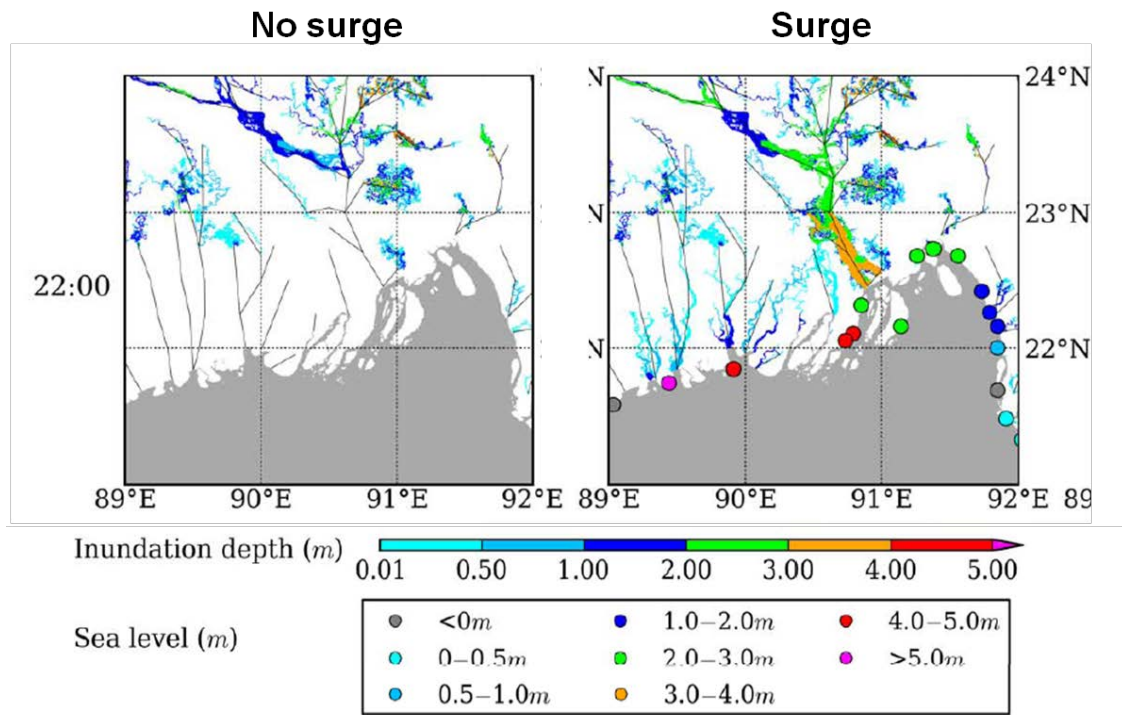 No surge Surge
N 24°N
N 23°N
22:00
N 22°N
89°E 90°E 91°E 92°E 89°E 90°E 91°E 92°E 89
Inundation depth (m)
0.01 0.50 1.00 2.00 3.00 4.00 5.00
Sea level (m)
<0m 1.0−2.0m 4.0−5.0m
0−0.5m 2.0−3.0m >5.0m
0.5−1.0m 3.0−4.0m